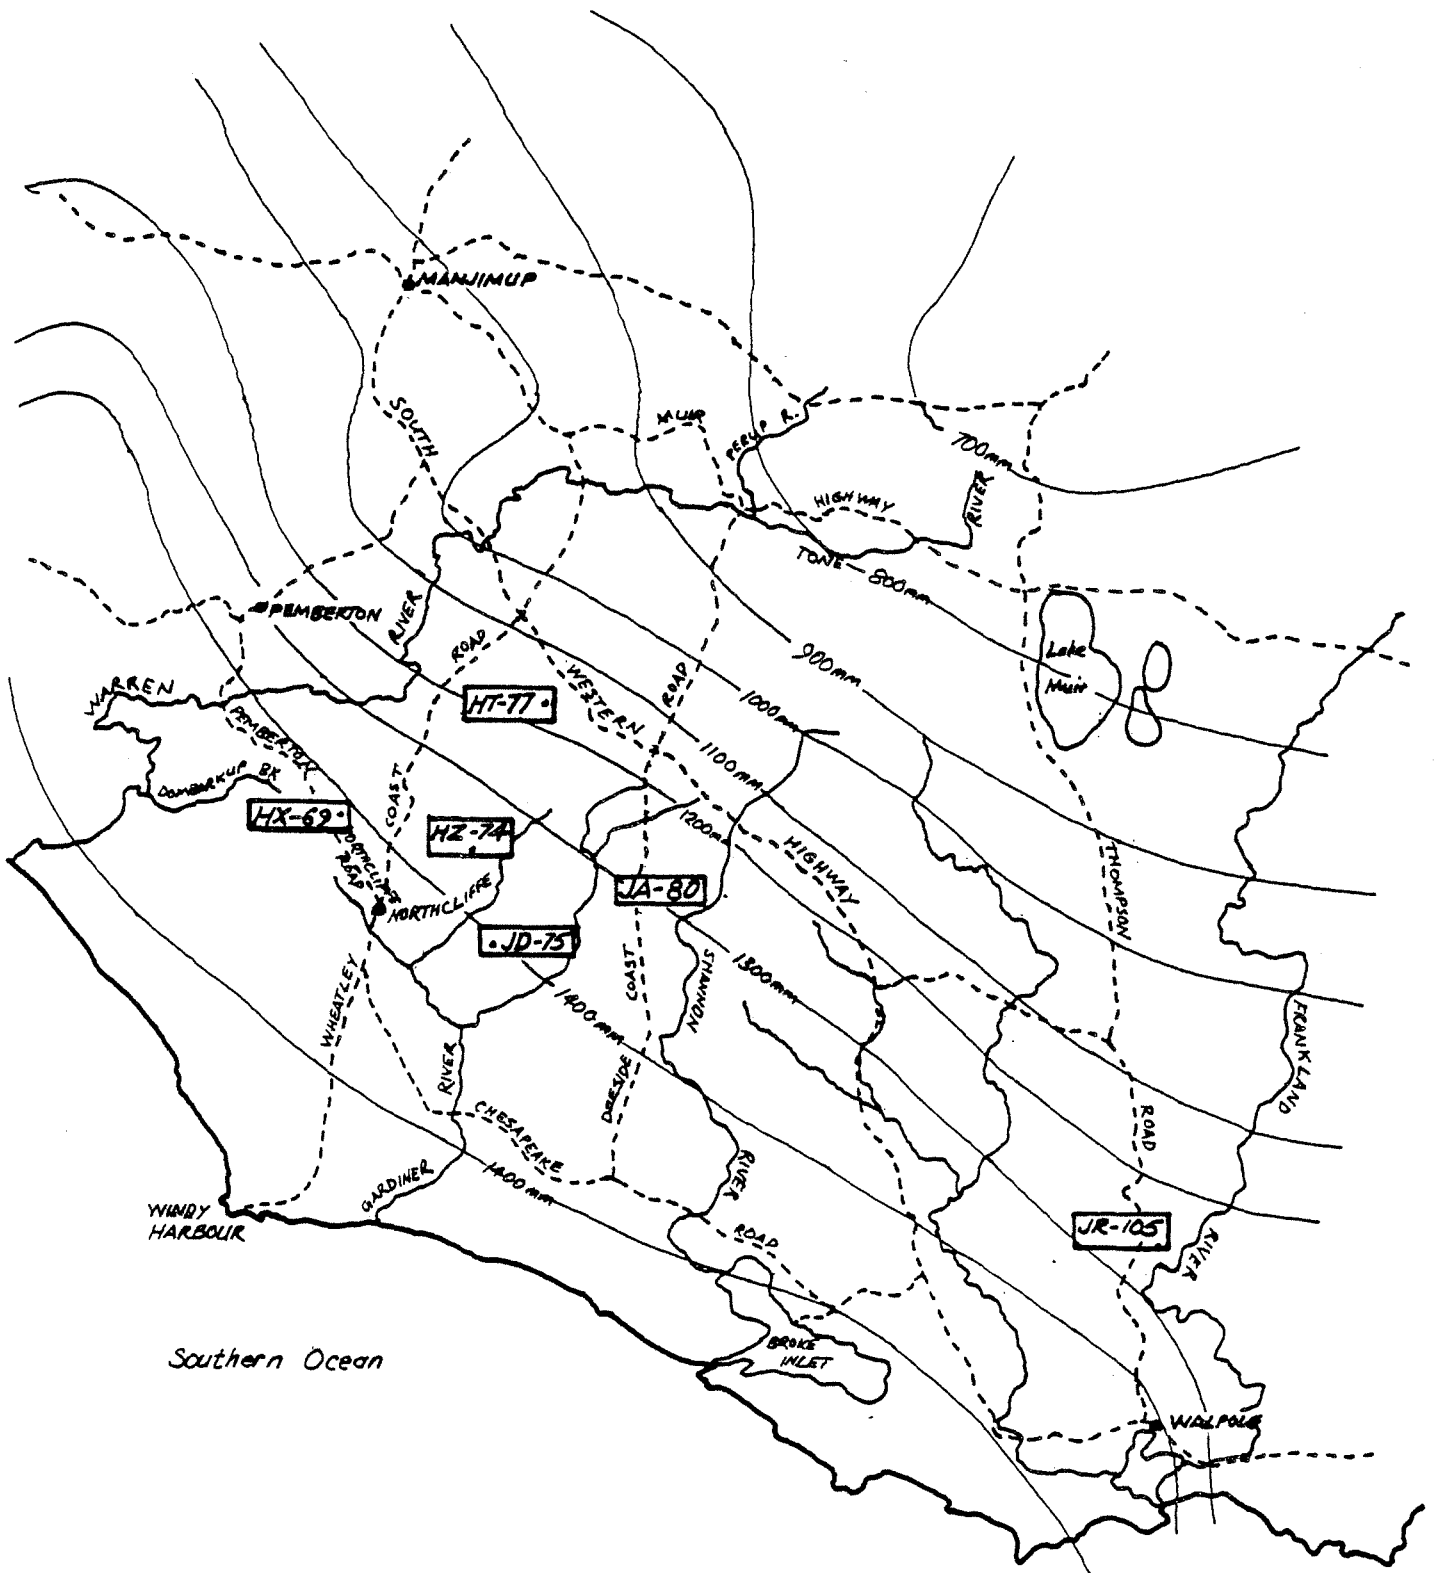 MANJIMUP
SOUTH
MUIR
PERUP R.
700mm
HIGHWAY
RIVER
TONE
800mm
PEMBERTON
RIVER
ROAD
Lake
Muir
900mm
WARREN
WESTERN
ROAD
1000mm
HT-77
PEMBERTON
1100mm
DOMBARKUP BK
COAST
HX-69
HZ-74
1200m
HIGHWAY
THOMPSON
NORTHCLIFFE
ROAD
JA-80
NORTHCLIFFE
JD-75
COAST
SHANNON
1300mm
WHEATLEY
1400mm
FRANKLAND
RIVER
DEESIDE
CHESAPEAKE
ROAD
GARDINER
1400mm
RIVER
WINDY
HARBOUR
ROAD
JR-105
RIVER
BROKE
INLET
Southern Ocean
WALPOLE